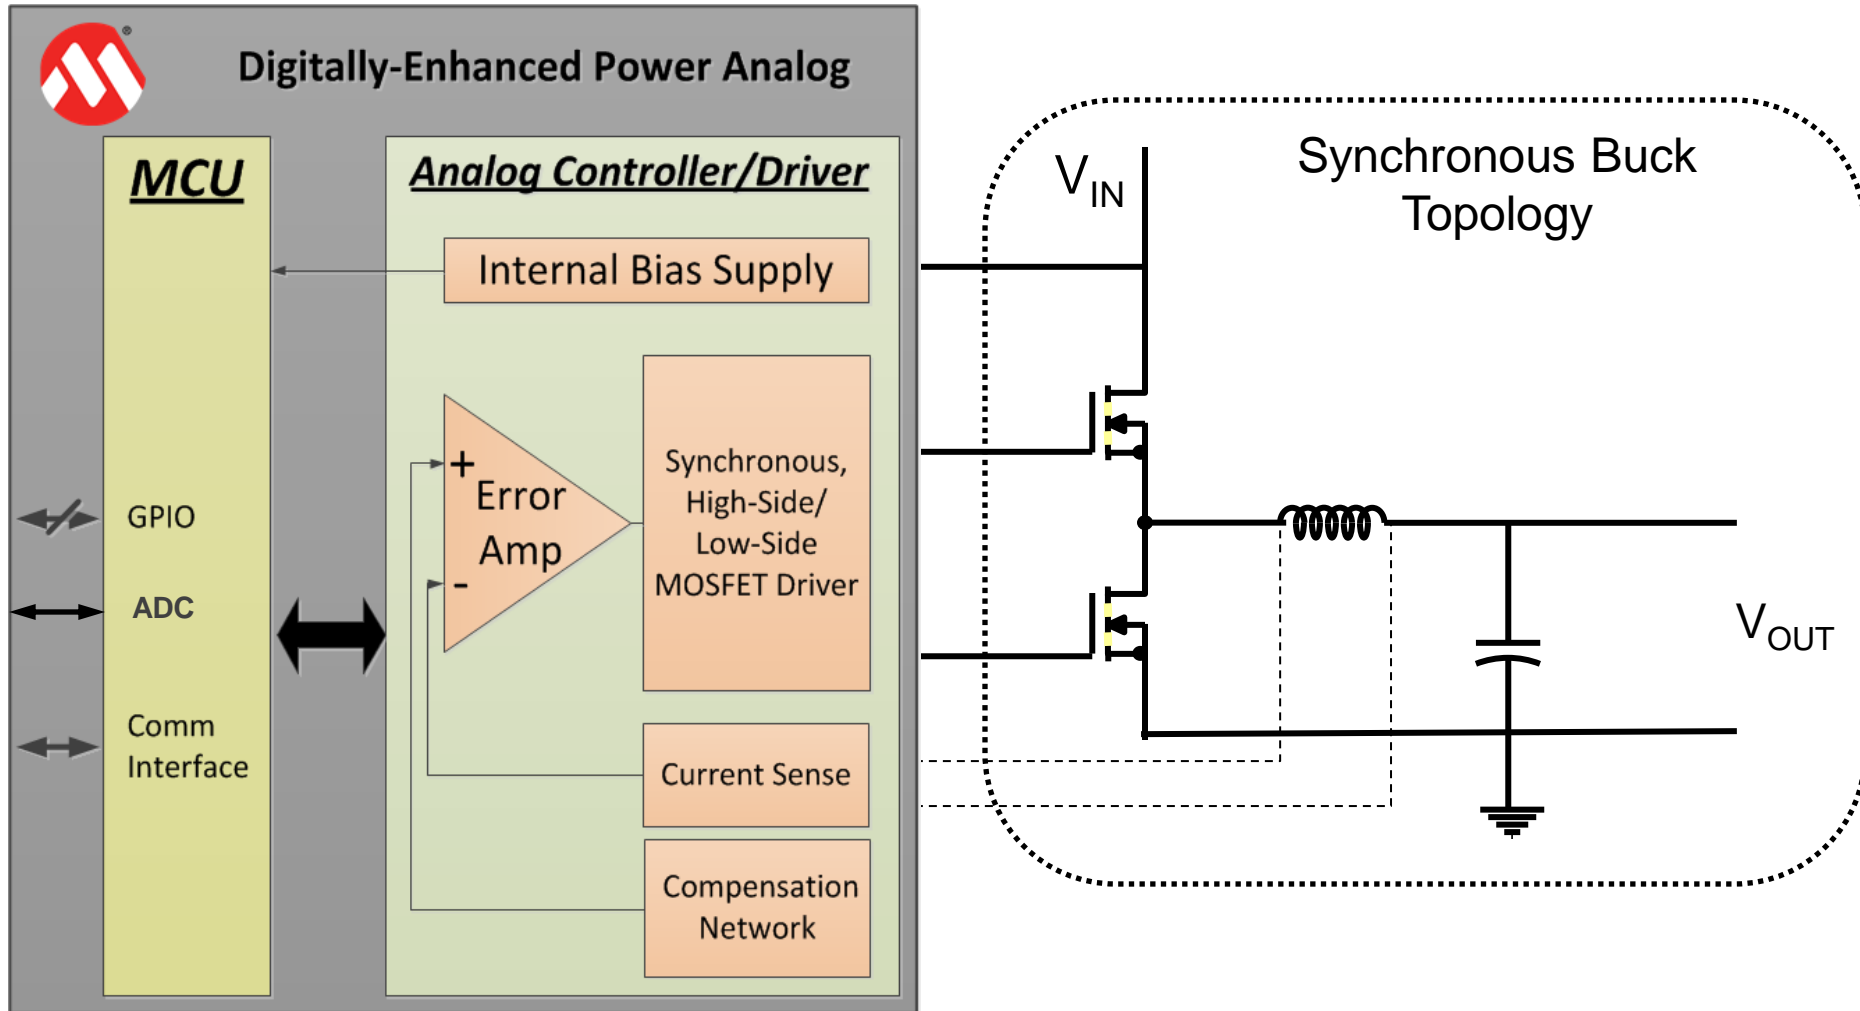 ®
Digitally-Enhanced Power Analog
MCU
GPIO
ADC
Comm
Interface
Analog Controller/Driver
Internal Bias Supply
+
Error
Amp
-
Synchronous,
High-Side/
Low-Side
MOSFET Driver
Current Sense
Compensation
Network
VIN
Synchronous Buck
Topology
VOUT